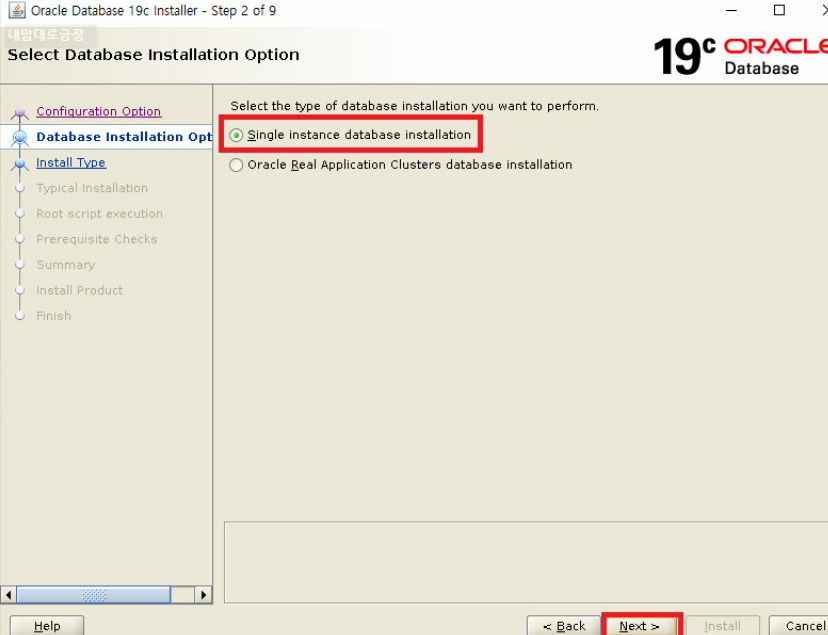 Oracle Database 19c Installer - Step 2 of 9
내맘대로긍정
Select Database Installation Option
19c ORACLE
Database
Configuration Option
Database Installation Opt
Install Type
Typical Installation
Root script execution
Prerequisite Checks
Summary
Install Product
Finish
Select the type of database installation you want to perform.
Single instance database installation
Oracle Real Application Clusters database installation
Help
< Back
Next >
Install
Cancel